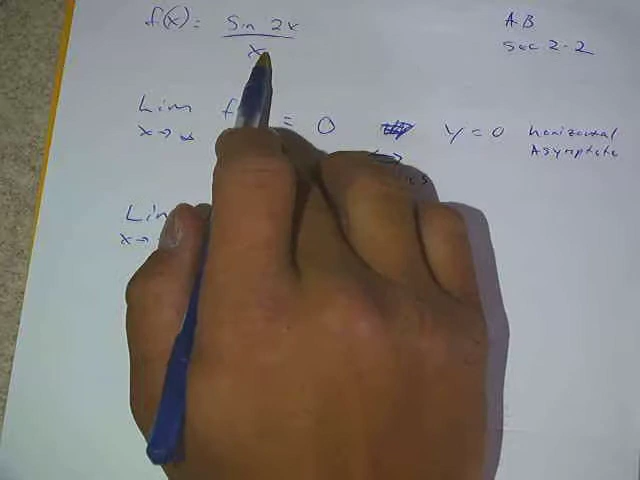 f(x) = sin 2x
x
AB
sec 2-2
Lim f = 0
x → ∞
y = 0 horizontal
Asymptote
Lim
x →